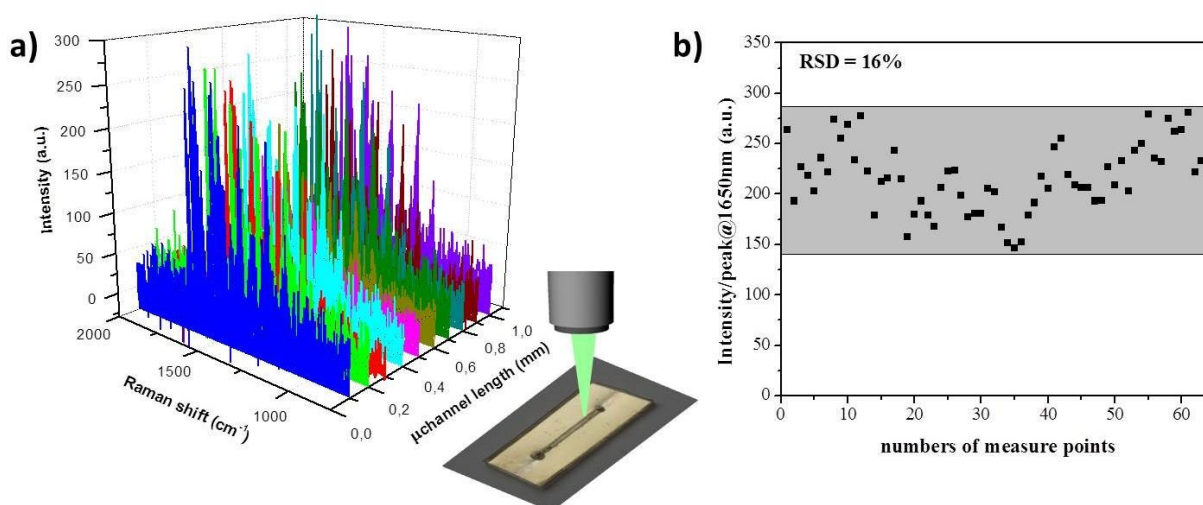 a)
300
250
200
150
100
50
0
Intensity (a.u.)
2000
1500
1000
Raman shift (cm⁻¹)
0,0
0,2
0,4
0,6
0,8
1,0
μchannel length (mm)
b)
RSD = 16%
350
300
250
200
150
100
50
0
Intensity/peak@1650nm (a.u.)
0 10 20 30 40 50 60
numbers of measure points